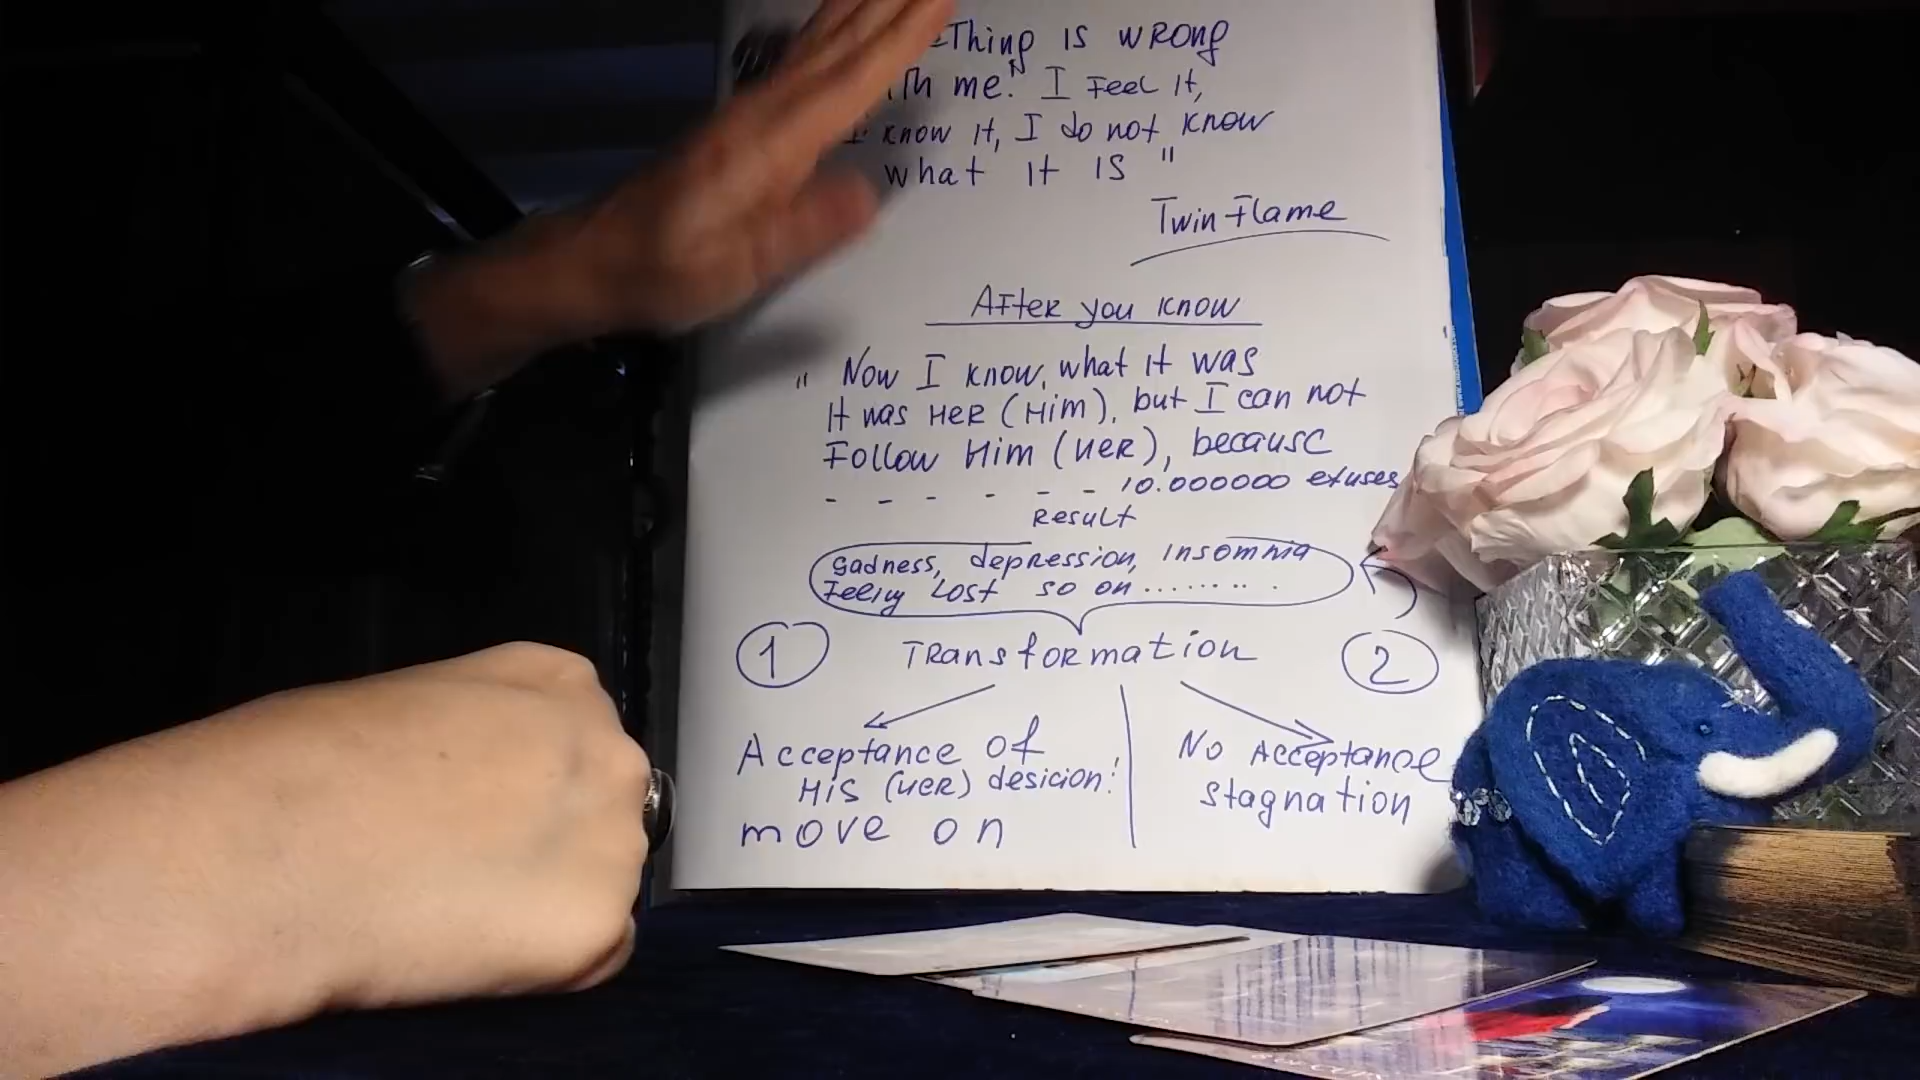 Thing is wrong
me." I Feel it,
know it, I do not know
what it is "
Twin Flame
After you know
" Now I know, what it was
It was Her (Him), but I can not
Follow Him (Her), because
- - - - - - 10.000000 exuses
Result
Sadness, depression, Insomnia
Feeling Lost so on .........
1 Transformation 2
Acceptance of
His (Her) desicion!
move on
No Acceptance
Stagnation